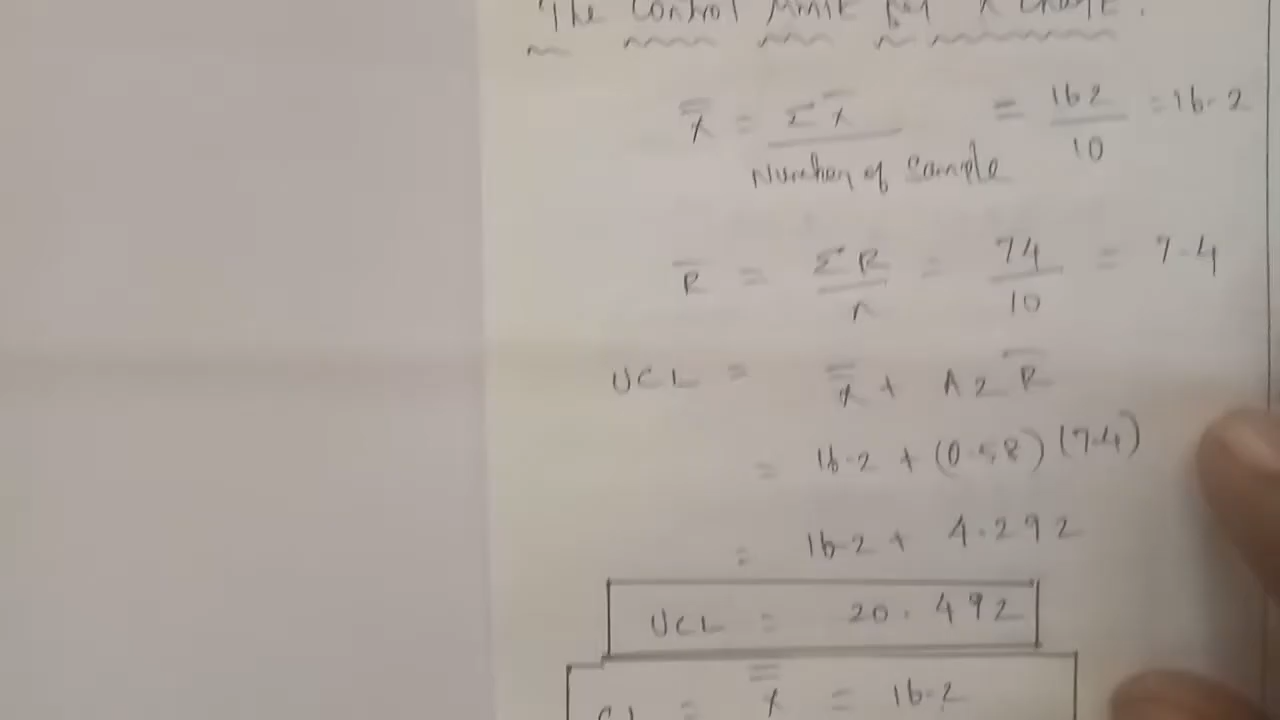 The Control limit for X Chart.
X̿ = ΣX̄ / Number of Sample = 162 / 10 = 16.2
R̄ = ΣR / n = 74 / 10 = 7.4
UCL = X̿ + A2 R̄
= 16.2 + (0.58) (7.4)
= 16.2 + 4.292
UCL = 20.492
CL = X̿ = 16.2